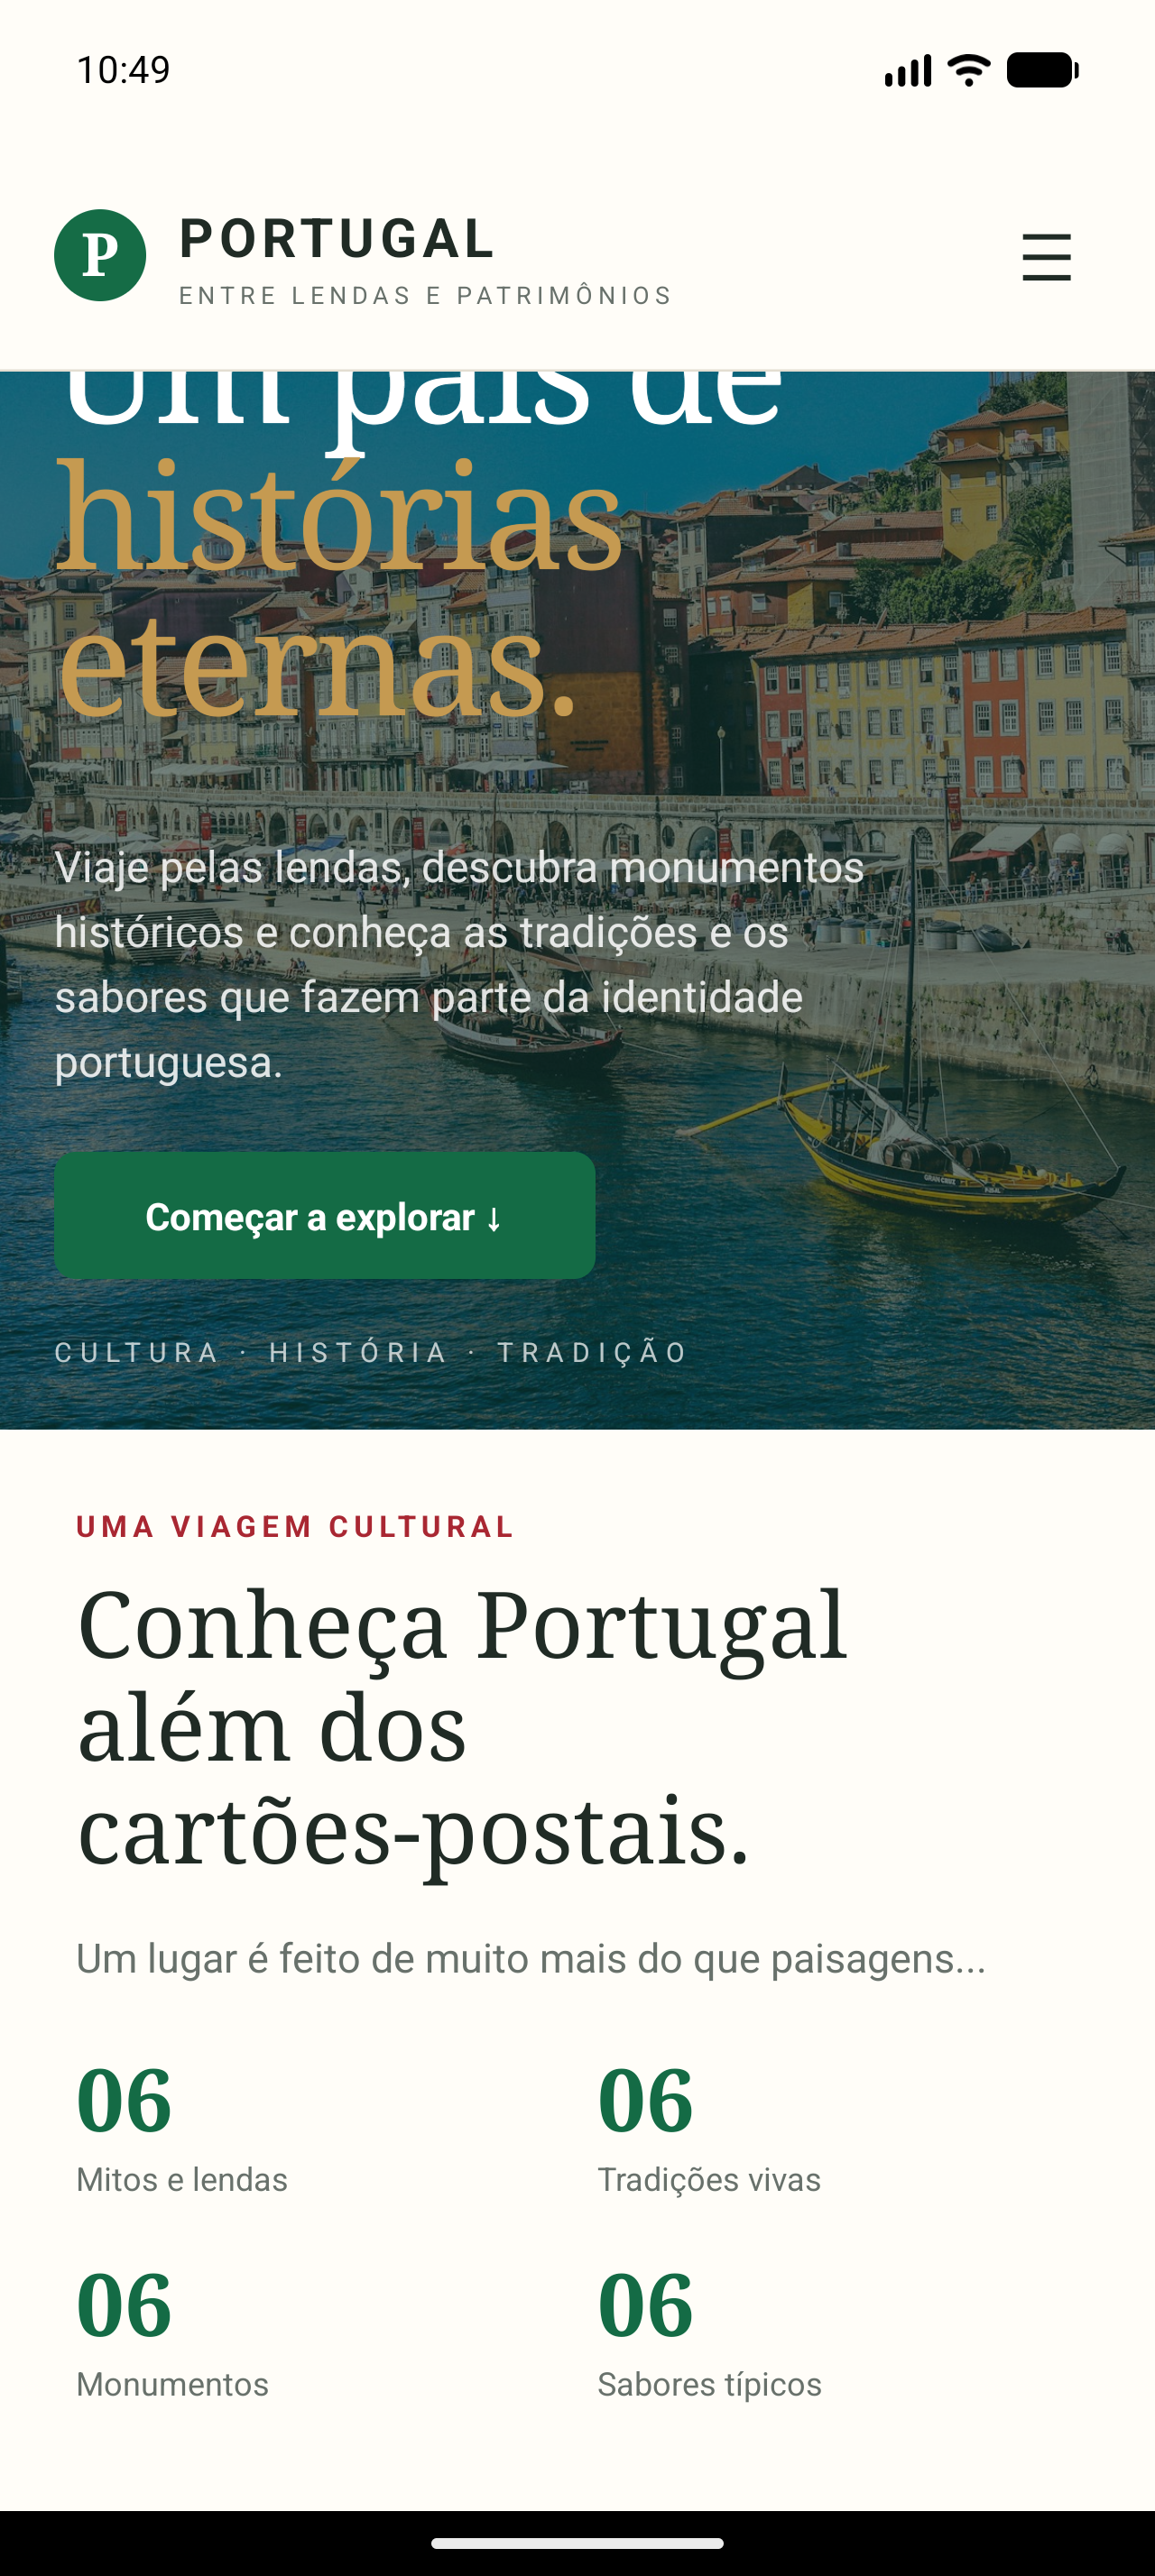 10:49
P
PORTUGAL
ENTRE LENDAS E PATRIMÔNIOS
Um país de
histórias
eternas.
Viaje pelas lendas, descubra monumentos
históricos e conheça as tradições e os
sabores que fazem parte da identidade
portuguesa.
Começar a explorar ↓
CULTURA · HISTÓRIA · TRADIÇÃO
UMA VIAGEM CULTURAL
Conheça Portugal
além dos
cartões-postais.
Um lugar é feito de muito mais do que paisagens...
06 06
Mitos e lendas Tradições vivas
06 06
Monumentos Sabores típicos